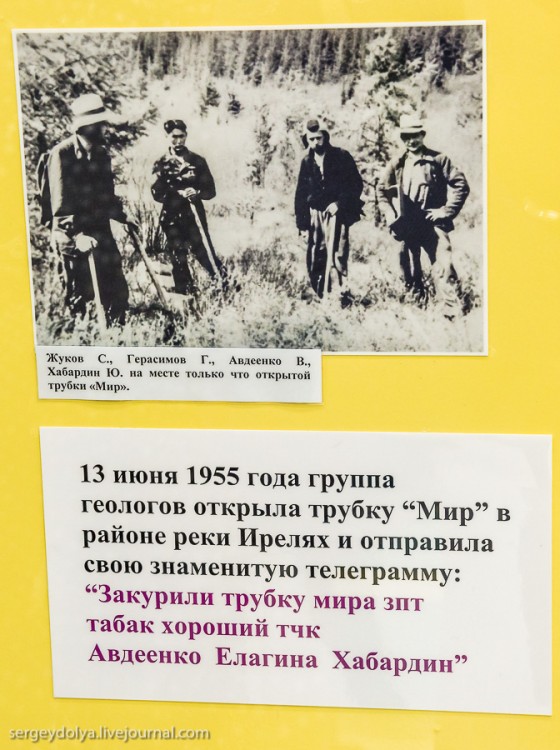 Жуков С., Герасимов Г., Авдеенко В.,
Хабардин Ю. на месте только что открытой
трубки «Мир».
13 июня 1955 года группа
геологов открыла трубку “Мир” в
районе реки Ирелях и отправила
свою знаменитую телеграмму:
“Закурили трубку мира зпт
табак хороший тчк
Авдеенко Елагина Хабардин”
sergeydolya.livejournal.com